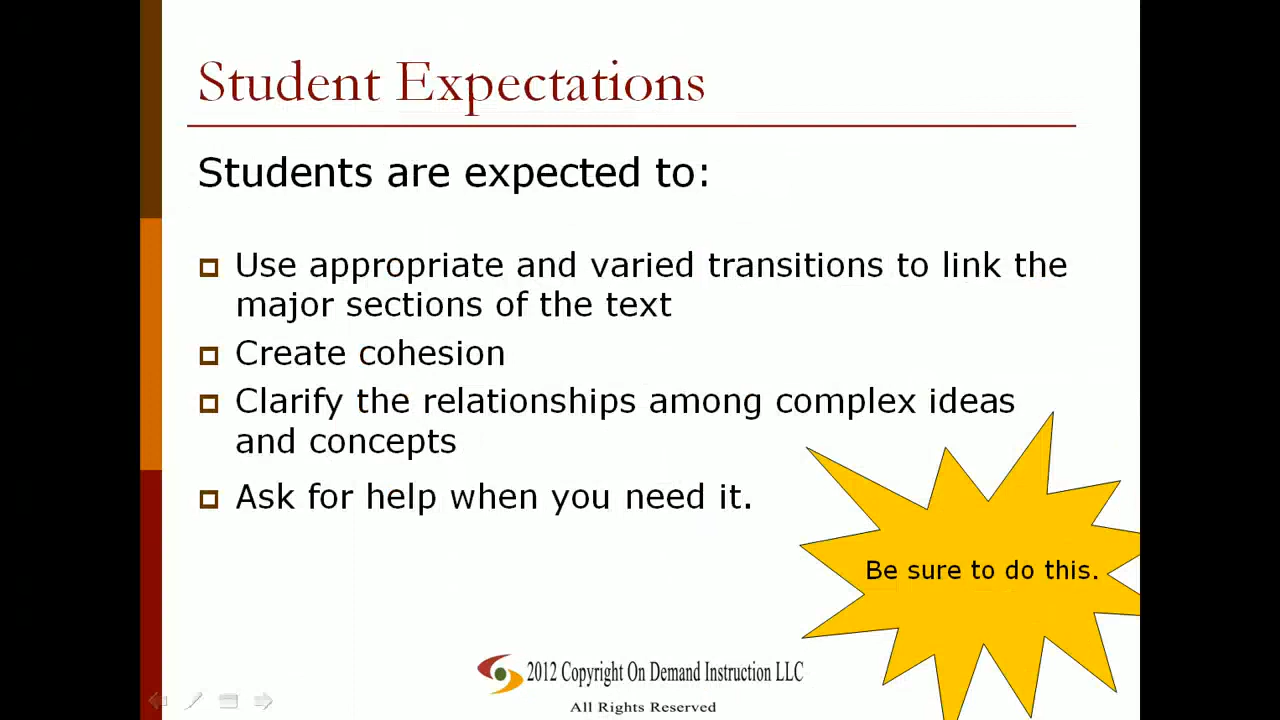 Student Expectations
Students are expected to:
Use appropriate and varied transitions to link the
major sections of the text
Create cohesion
Clarify the relationships among complex ideas
and concepts
Ask for help when you need it.
Be sure to do this.
2012 Copyright On Demand Instruction LLC
All Rights Reserved